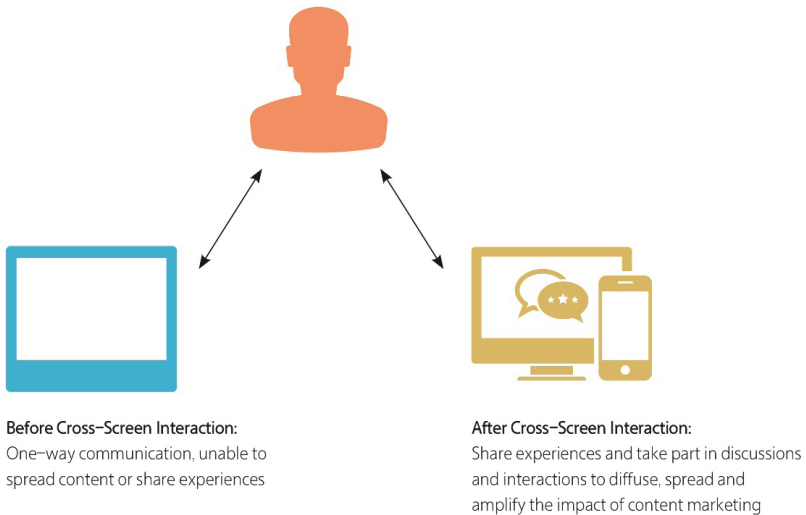 Before Cross-Screen Interaction:
One-way communication, unable to
spread content or share experiences
After Cross-Screen Interaction:
Share experiences and take part in discussions
and interactions to diffuse, spread and
amplify the impact of content marketing